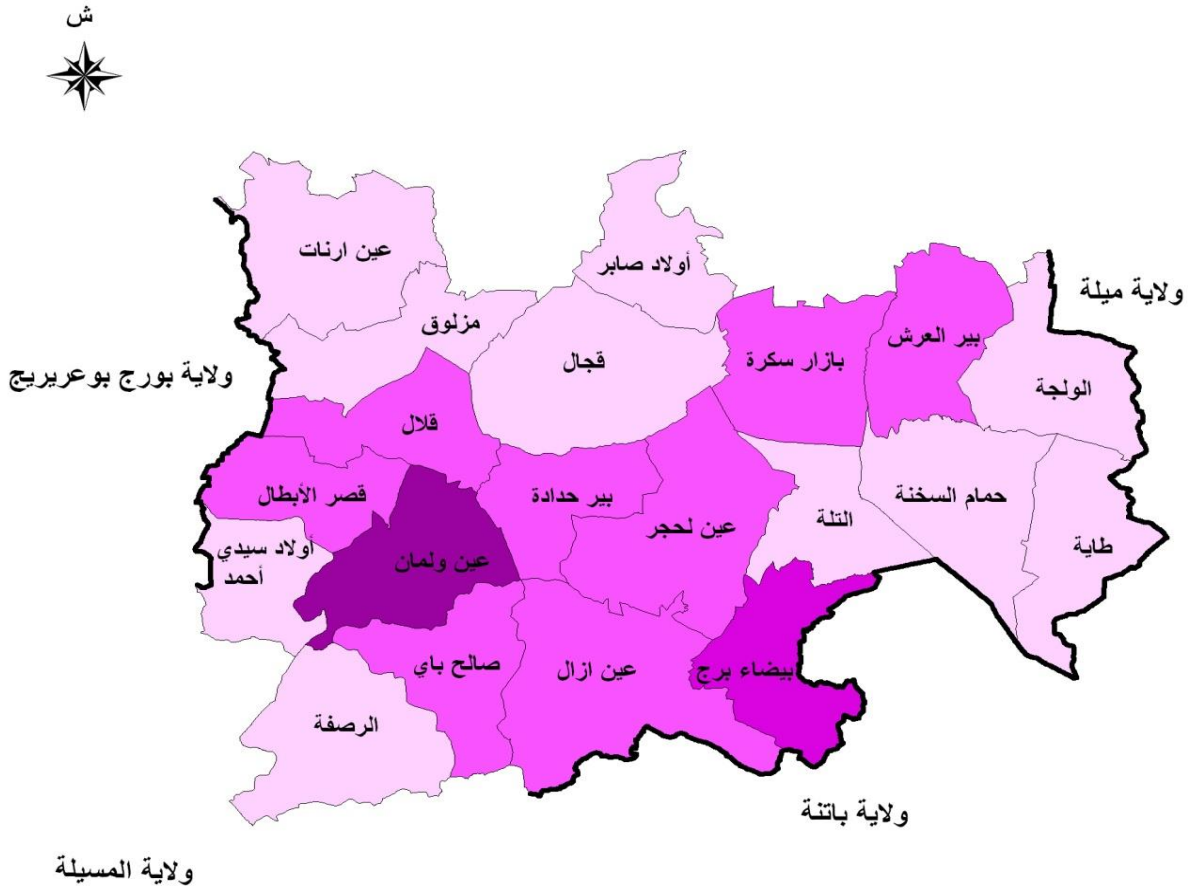 ش
عين ارنات
أولاد صابر
ولاية ميلة
مزلوق
بير العرش
قجال
بازار سكرة
الولجة
ولاية بورج بوعريريج
قلال
قصر الأبطال
بير حدادة
حمام السخنة
عين لحجر
التلة
طاية
أولاد سيدي
أحمد
عين ولمان
صالح باي
عين ازال
بيضاء برج
الرصفة
ولاية باتنة
ولاية المسيلة